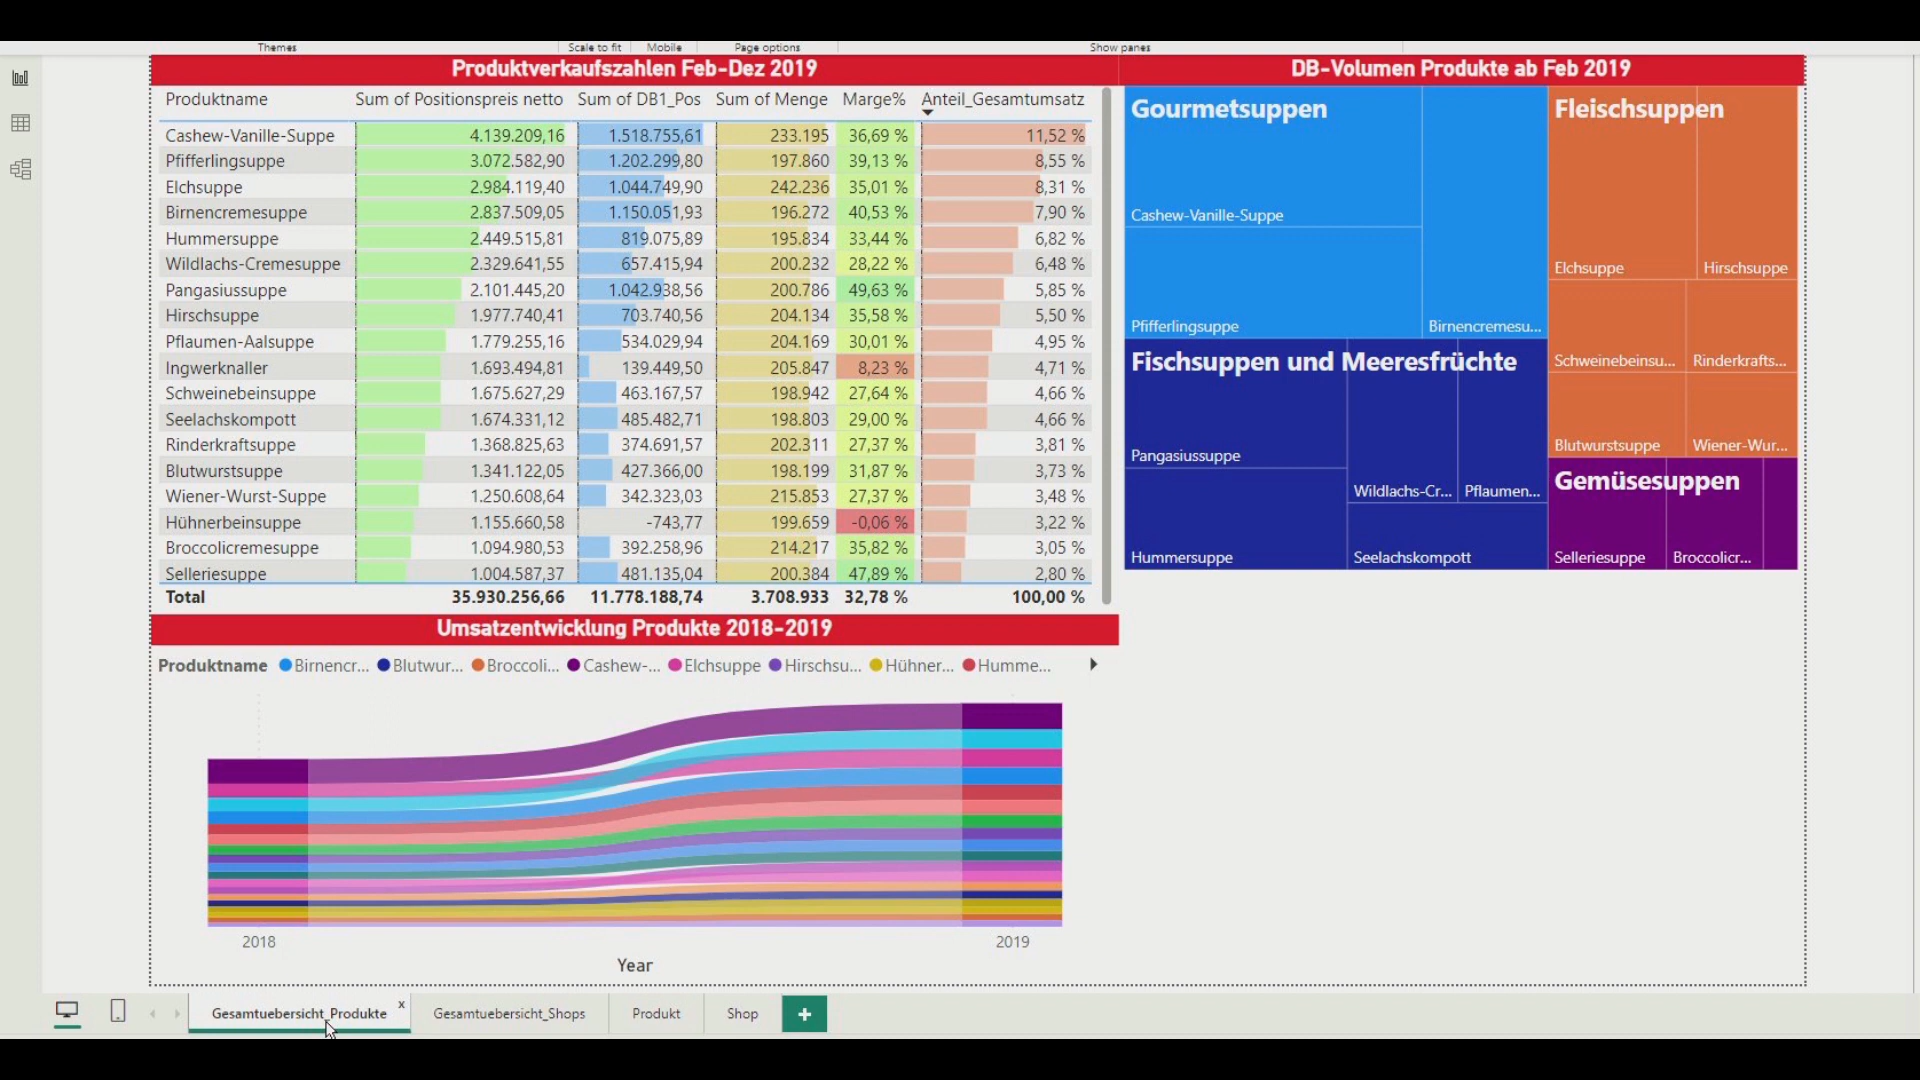 Themes Scale to fit Mobile Page options Show panes
Produktverkaufszahlen Feb-Dez 2019
Produktname Sum of Positionspreis netto Sum of DB1_Pos Sum of Menge Marge% Anteil_Gesamtumsatz
Cashew-Vanille-Suppe 4.139.209,16 1.518.755,61 233.195 36,69 % 11,52 %
Pfifferlingsuppe 3.072.582,90 1.202.299,80 197.860 39,13 % 8,55 %
Elchsuppe 2.984.119,40 1.044.749,90 242.236 35,01 % 8,31 %
Birnencremesuppe 2.837.509,05 1.150.051,93 196.272 40,53 % 7,90 %
Hummersuppe 2.449.515,81 819.075,89 195.834 33,44 % 6,82 %
Wildlachs-Cremesuppe 2.329.641,55 657.415,94 200.232 28,22 % 6,48 %
Pangasiussuppe 2.101.445,20 1.042.938,56 200.786 49,63 % 5,85 %
Hirschsuppe 1.977.740,41 703.740,56 204.134 35,58 % 5,50 %
Pflaumen-Aalsuppe 1.779.255,16 534.029,94 204.169 30,01 % 4,95 %
Ingwerknaller 1.693.494,81 139.449,50 205.847 8,23 % 4,71 %
Schweinebeinsuppe 1.675.627,29 463.167,57 198.942 27,64 % 4,66 %
Seelachskompott 1.674.331,12 485.482,71 198.803 29,00 % 4,66 %
Rinderkraftsuppe 1.368.825,63 374.691,57 202.311 27,37 % 3,81 %
Blutwurstsuppe 1.341.122,05 427.366,00 198.199 31,87 % 3,73 %
Wiener-Wurst-Suppe 1.250.608,64 342.323,03 215.853 27,37 % 3,48 %
Hühnerbeinsuppe 1.155.660,58 -743,77 199.659 -0,06 % 3,22 %
Broccolicremesuppe 1.094.980,53 392.258,96 214.217 35,82 % 3,05 %
Selleriesuppe 1.004.587,37 481.135,04 200.384 47,89 % 2,80 %
Total 35.930.256,66 11.778.188,74 3.708.933 32,78 % 100,00 %
DB-Volumen Produkte ab Feb 2019
Gourmetsuppen
Cashew-Vanille-Suppe
Pfifferlingsuppe
Birnencremesu...
Fischsuppen und Meeresfrüchte
Pangasiussuppe
Wildlachs-Cr...
Pflaumen...
Hummersuppe
Seelachskompott
Fleischsuppen
Elchsuppe
Hirschsuppe
Schweinebeinsu...
Rinderkrafts...
Blutwurstsuppe
Wiener-Wur...
Gemüsesuppen
Selleriesuppe
Broccolicr...
Umsatzentwicklung Produkte 2018-2019
Produktname Birnencr... Blutwur... Broccoli... Cashew-... Elchsuppe Hirschsu... Hühner... Humme...
2018 2019
Year
Gesamtuebersicht_Produkte x Gesamtuebersicht_Shops Produkt Shop +